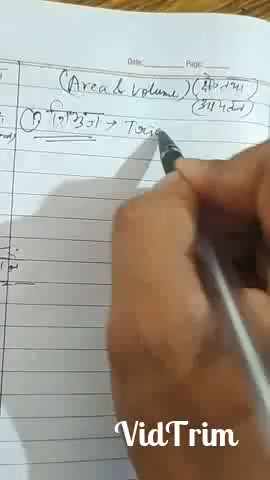 Date: Page:
(Area & Volume) (क्षेत्रफल
(आयतन)
① त्रिभुज → Tria
VidTrim